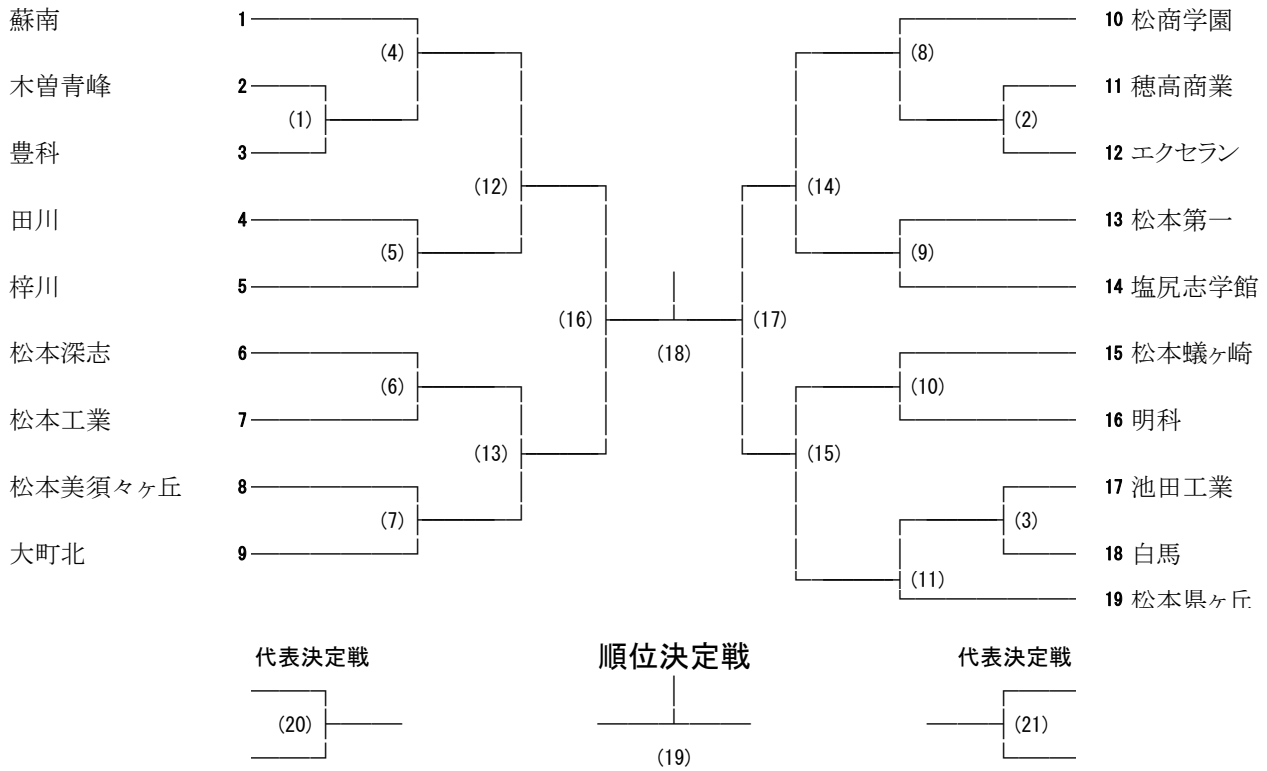 蘇南 1
(4)
木曽青峰 2
(1)
豊科 3
(12)
田川 4
(5)
梓川 5
(16)
松本深志 6
(6)
松本工業 7
(13)
松本美須々ヶ丘 8
(7)
大町北 9
(18)
10 松商学園
(8)
11 穂高商業
(2)
12 エクセラン
(14)
13 松本第一
(9)
14 塩尻志学館
(17)
15 松本蟻ヶ崎
(10)
16 明科
(15)
17 池田工業
(3)
18 白馬
(11)
19 松本県ヶ丘
代表決定戦
(20)
順位決定戦
(19)
代表決定戦
(21)